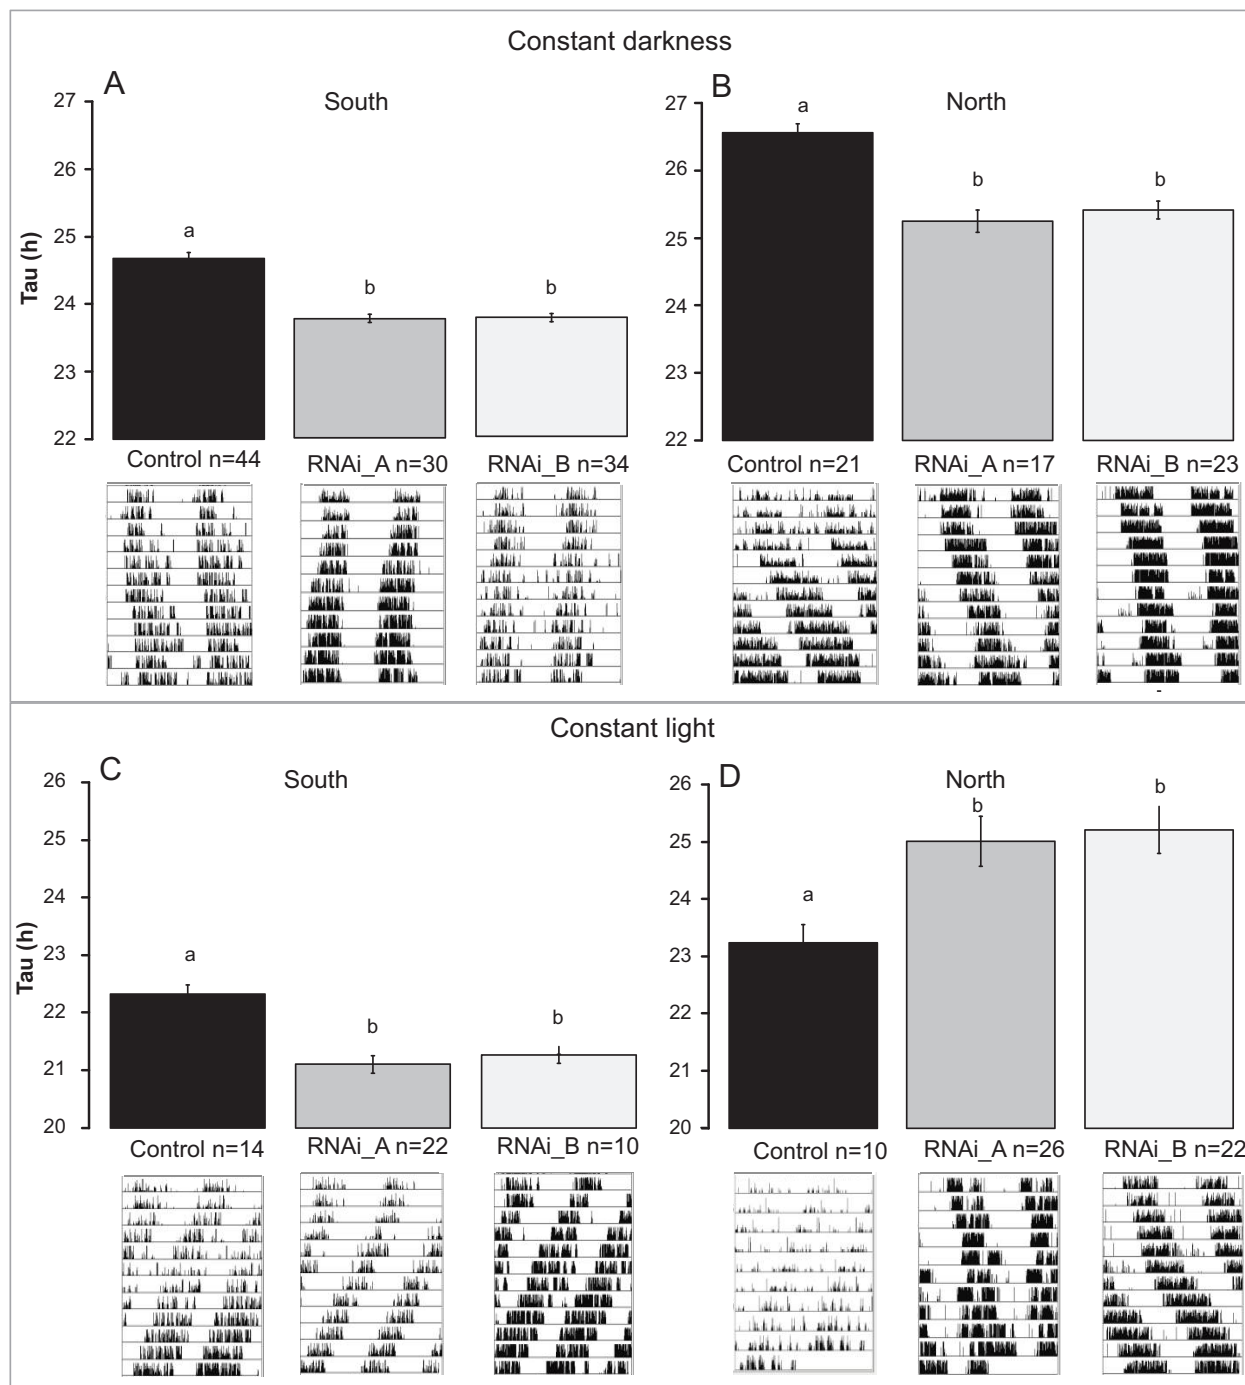 Constant darkness
A
South
B
North
27
26
25
24
23
22
Tau (h)
a
b
b
27
26
25
24
23
22
a
b
b
Control n=44
RNAi_A n=30
RNAi_B n=34
Control n=21
RNAi_A n=17
RNAi_B n=23
Constant light
C
South
D
North
26
25
24
23
22
21
20
Tau (h)
a
b
b
26
25
24
23
22
21
20
a
b
b
Control n=14
RNAi_A n=22
RNAi_B n=10
Control n=10
RNAi_A n=26
RNAi_B n=22